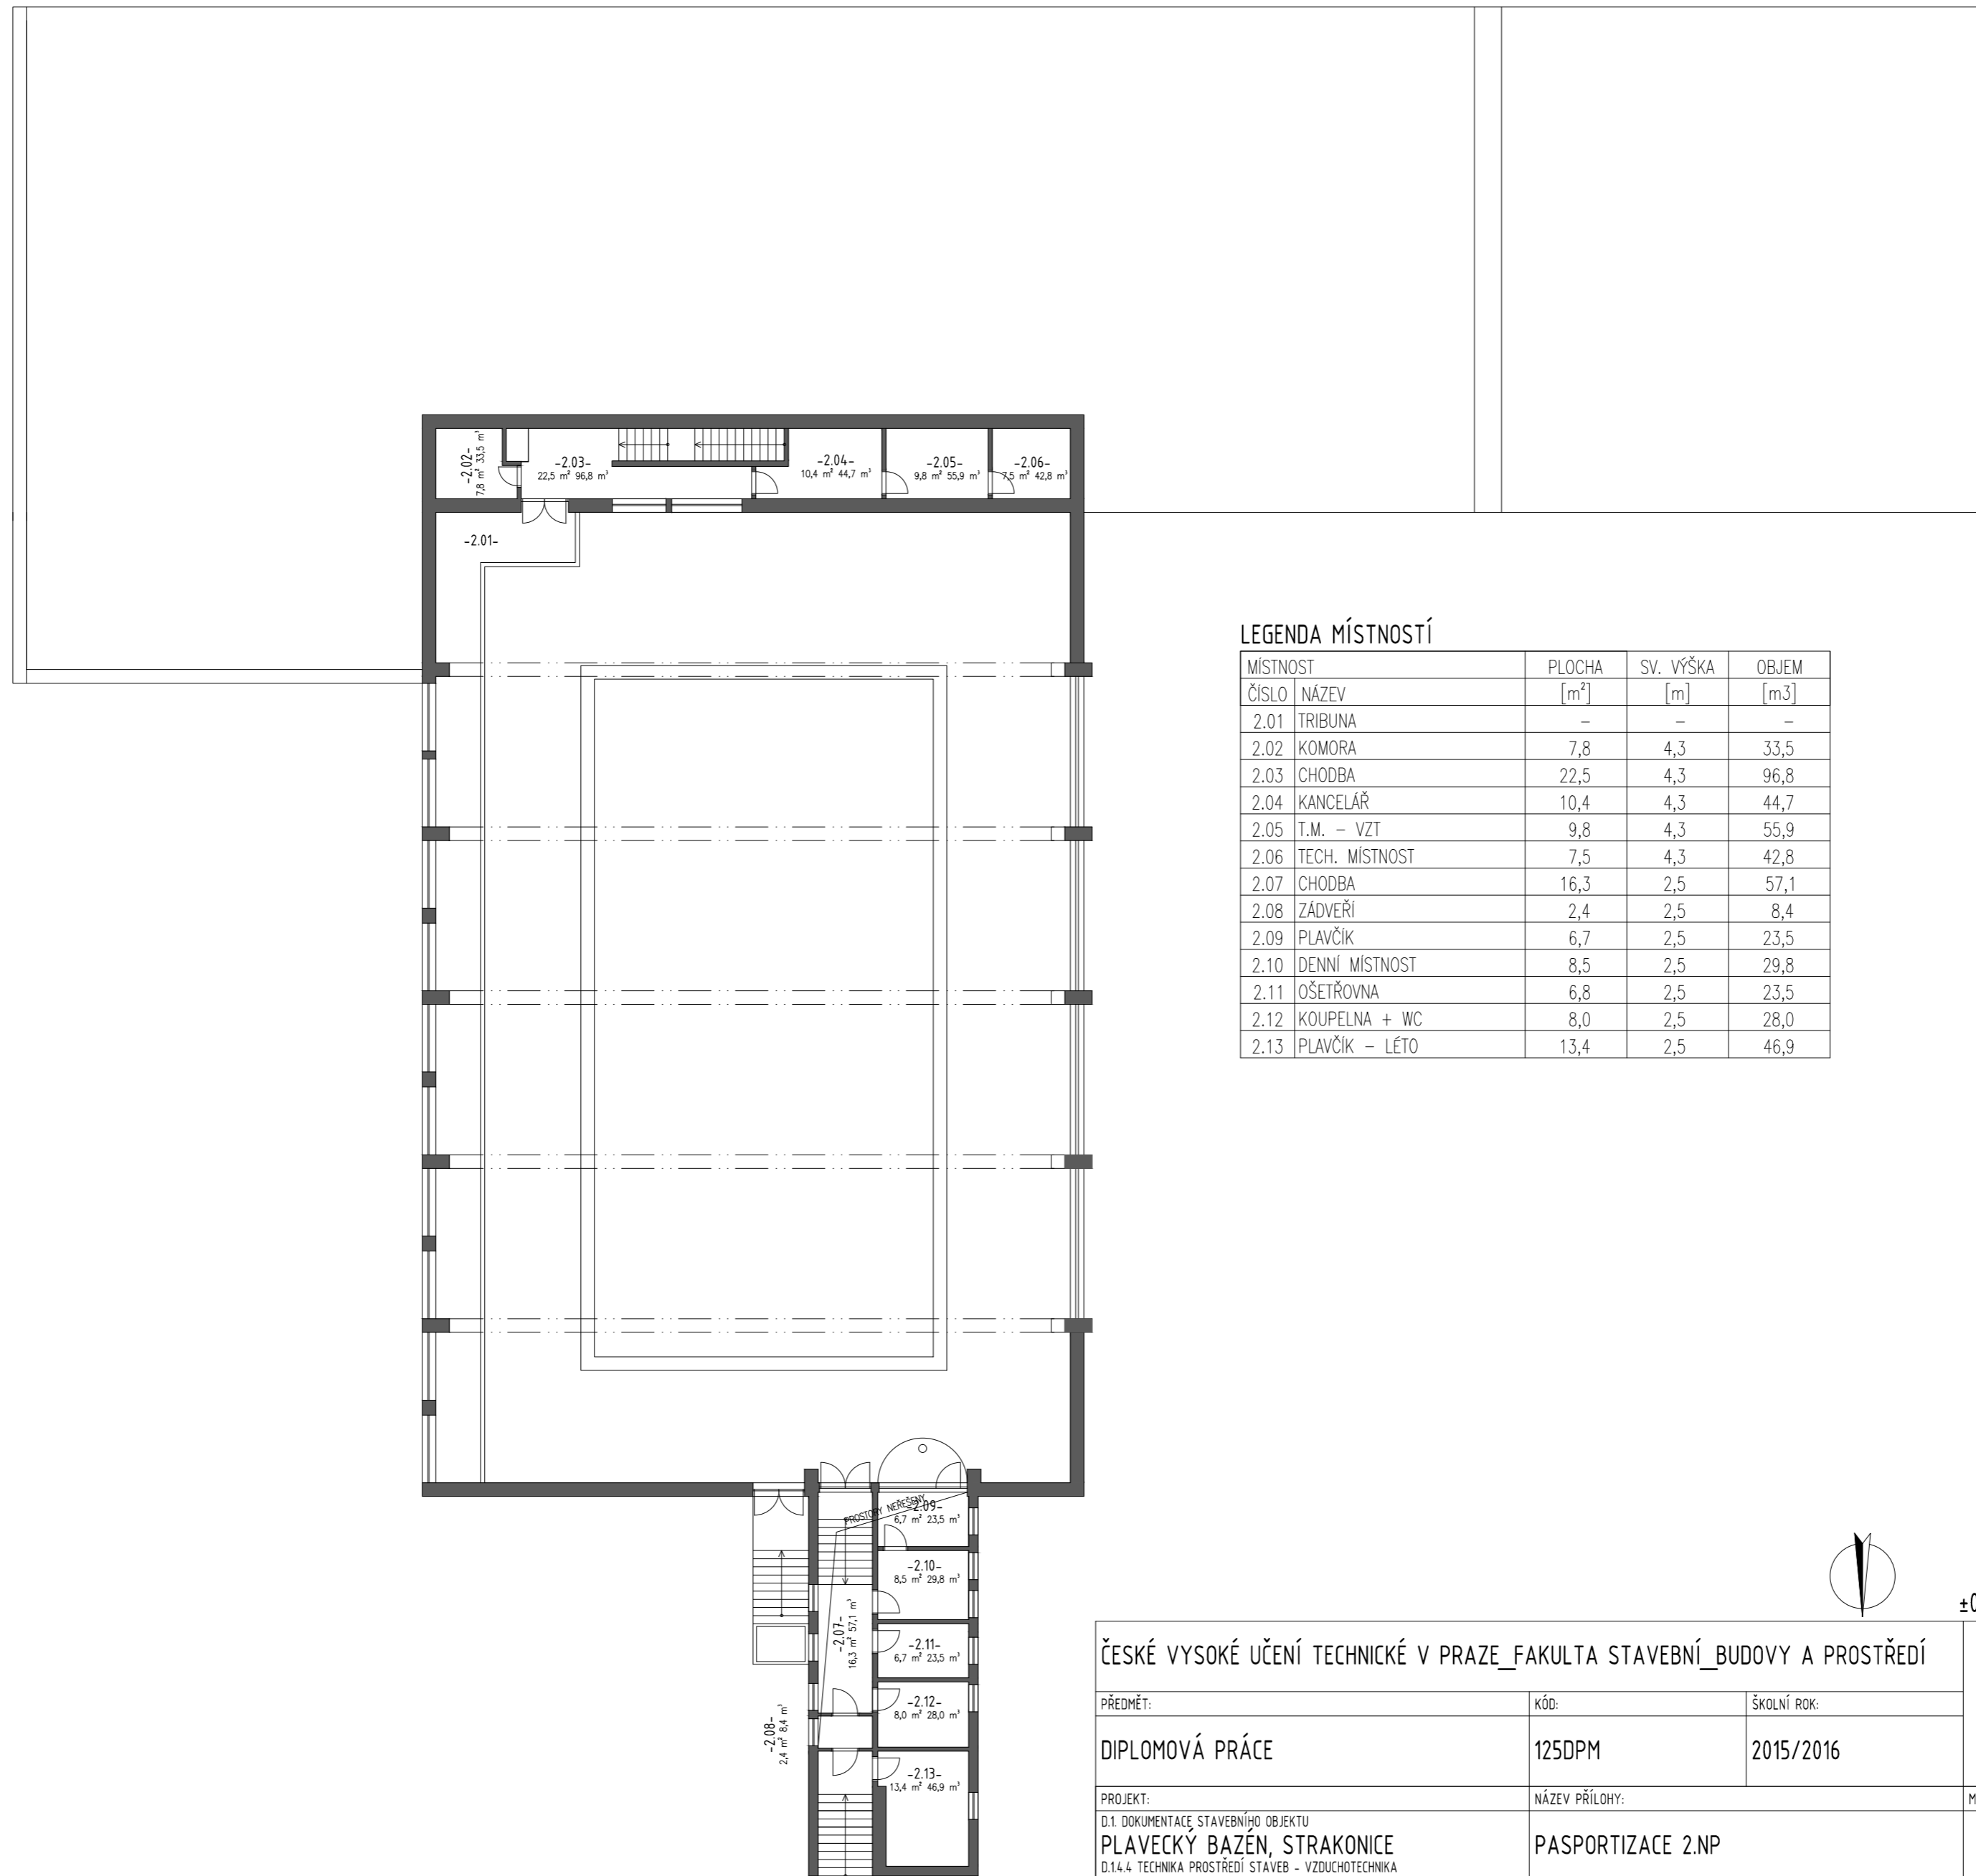 -2.02-
7,8 m² 33,5 m³
-2.03-
22,5 m² 96,8 m³
-2.04-
10,4 m² 44,7 m³
-2.05-
9,8 m² 55,9 m³
-2.06-
7,5 m² 42,8 m³
-2.01-
LEGENDA MÍSTNOSTÍ
MÍSTNOST PLOCHA SV. VÝŠKA OBJEM
ČÍSLO NÁZEV [m²] [m] [m3]
2.01 TRIBUNA – – –
2.02 KOMORA 7,8 4,3 33,5
2.03 CHODBA 22,5 4,3 96,8
2.04 KANCELÁŘ 10,4 4,3 44,7
2.05 T.M. – VZT 9,8 4,3 55,9
2.06 TECH. MÍSTNOST 7,5 4,3 42,8
2.07 CHODBA 16,3 2,5 57,1
2.08 ZÁDVEŘÍ 2,4 2,5 8,4
2.09 PLAVČÍK 6,7 2,5 23,5
2.10 DENNÍ MÍSTNOST 8,5 2,5 29,8
2.11 OŠETŘOVNA 6,8 2,5 23,5
2.12 KOUPELNA + WC 8,0 2,5 28,0
2.13 PLAVČÍK – LÉTO 13,4 2,5 46,9
PROSTORY NEŘEŠENY
-2.09-
6,7 m² 23,5 m³
-2.10-
8,5 m² 29,8 m³
-2.07-
16,3 m² 57,1 m³
-2.11-
6,7 m² 23,5 m³
-2.12-
8,0 m² 28,0 m³
-2.08-
2,4 m² 8,4 m³
-2.13-
13,4 m² 46,9 m³
±0
ČESKÉ VYSOKÉ UČENÍ TECHNICKÉ V PRAZE_FAKULTA STAVEBNÍ_BUDOVY A PROSTŘEDÍ
PŘEDMĚT: KÓD: ŠKOLNÍ ROK:
DIPLOMOVÁ PRÁCE 125DPM 2015/2016
PROJEKT: NÁZEV PŘÍLOHY: M
D.1. DOKUMENTACE STAVEBNÍHO OBJEKTU
PLAVECKÝ BAZÉN, STRAKONICE PASPORTIZACE 2.NP
D.1.4.4 TECHNIKA PROSTŘEDÍ STAVEB - VZDUCHOTECHNIKA